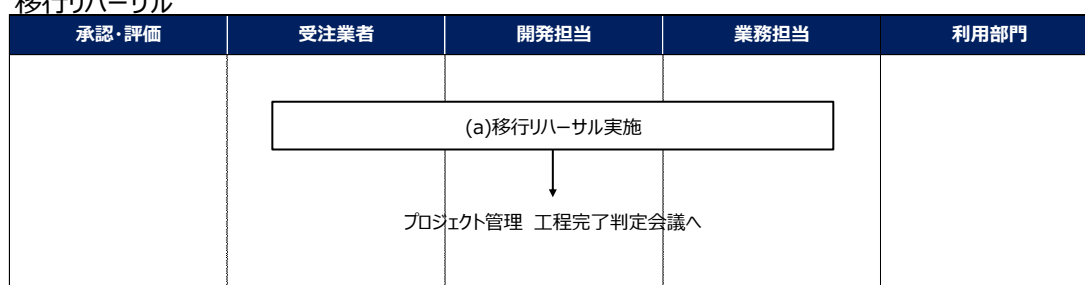 移行リハーサル
承認・評価 受注業者 開発担当 業務担当 利用部門
(a)移行リハーサル実施
プロジェクト管理 工程完了判定会議へ